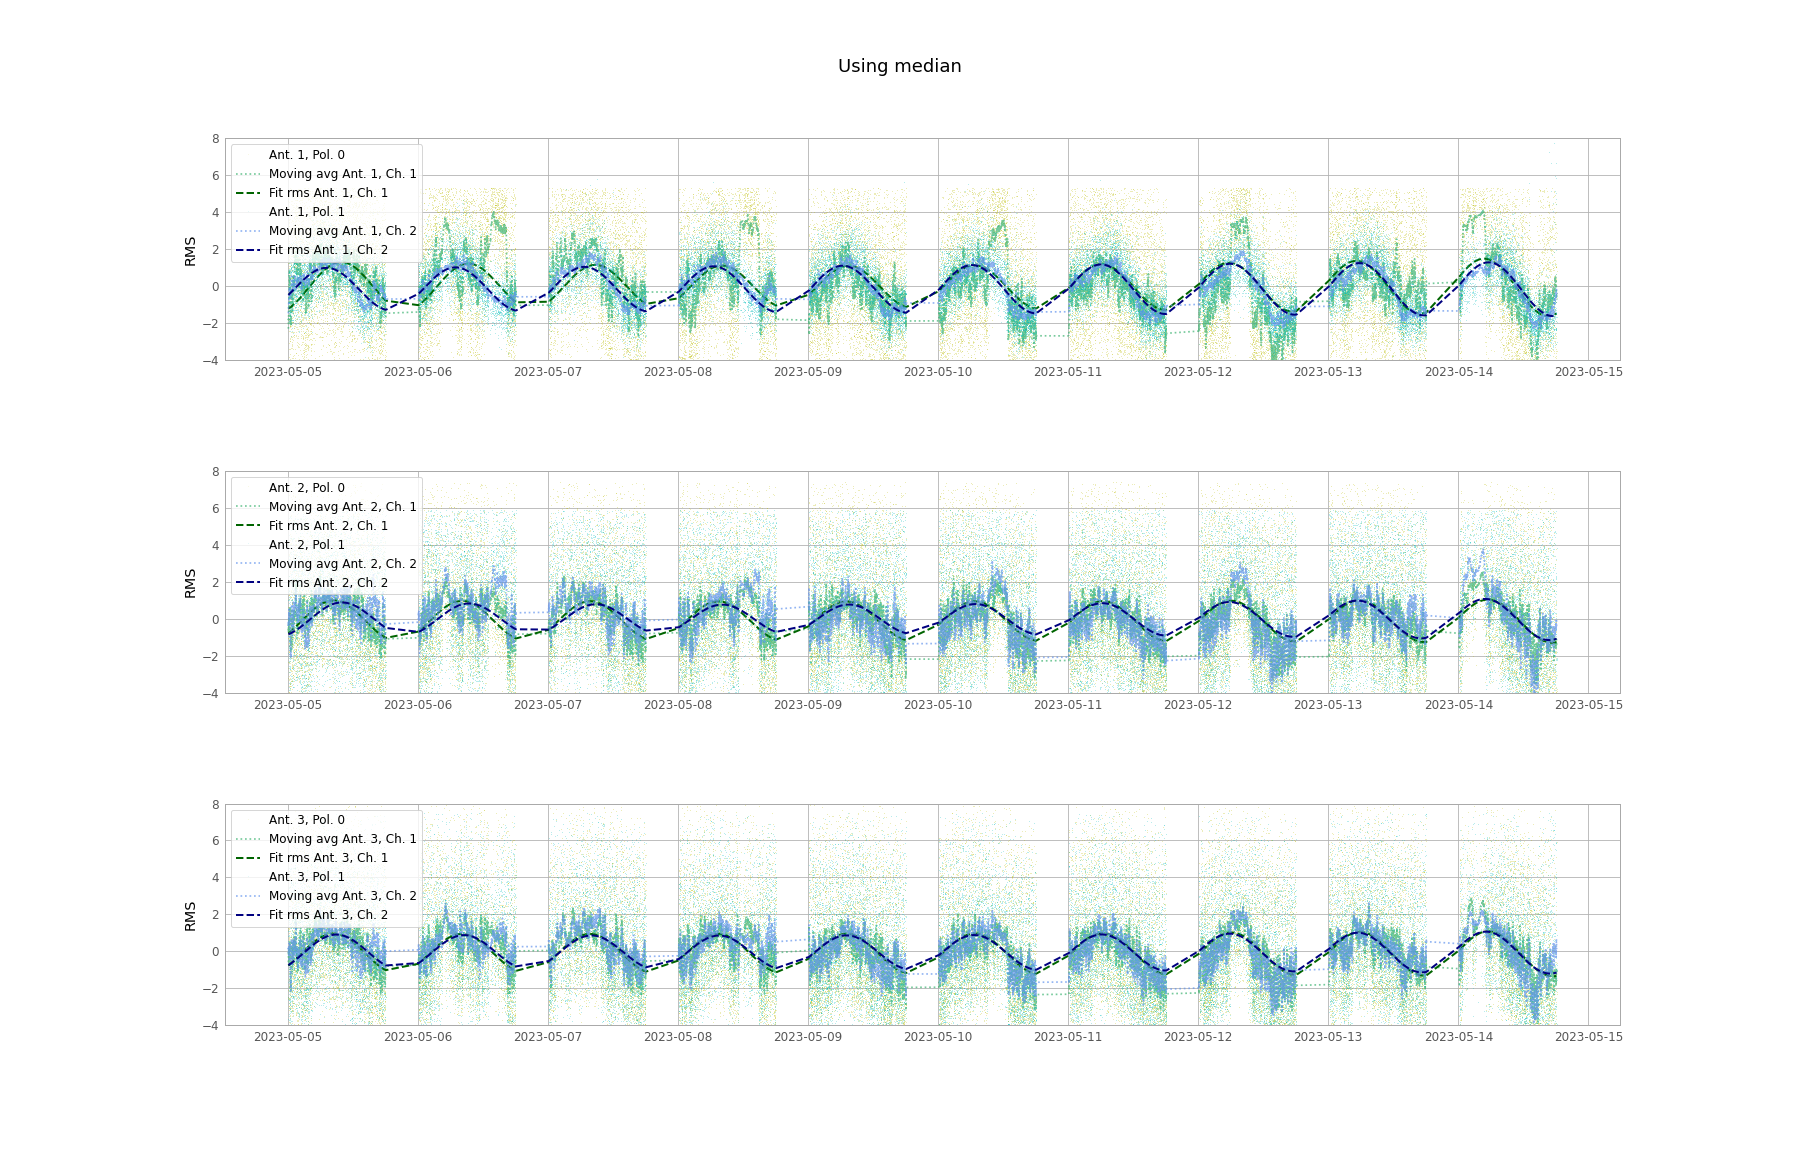 Using median
8
6
4
2
0
−2
−4
RMS
Ant. 1, Pol. 0
Moving avg Ant. 1, Ch. 1
Fit rms Ant. 1, Ch. 1
Ant. 1, Pol. 1
Moving avg Ant. 1, Ch. 2
Fit rms Ant. 1, Ch. 2
2023-05-05 2023-05-06 2023-05-07 2023-05-08 2023-05-09 2023-05-10 2023-05-11 2023-05-12 2023-05-13 2023-05-14 2023-05-15
8
6
4
2
0
−2
−4
RMS
Ant. 2, Pol. 0
Moving avg Ant. 2, Ch. 1
Fit rms Ant. 2, Ch. 1
Ant. 2, Pol. 1
Moving avg Ant. 2, Ch. 2
Fit rms Ant. 2, Ch. 2
2023-05-05 2023-05-06 2023-05-07 2023-05-08 2023-05-09 2023-05-10 2023-05-11 2023-05-12 2023-05-13 2023-05-14 2023-05-15
8
6
4
2
0
−2
−4
RMS
Ant. 3, Pol. 0
Moving avg Ant. 3, Ch. 1
Fit rms Ant. 3, Ch. 1
Ant. 3, Pol. 1
Moving avg Ant. 3, Ch. 2
Fit rms Ant. 3, Ch. 2
2023-05-05 2023-05-06 2023-05-07 2023-05-08 2023-05-09 2023-05-10 2023-05-11 2023-05-12 2023-05-13 2023-05-14 2023-05-15